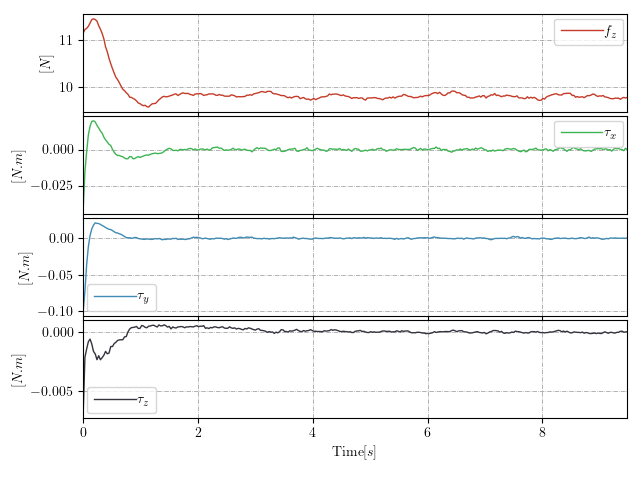 11
10
[N]
f_z
0.000
−0.025
[N.m]
τ_x
0.00
−0.05
−0.10
[N.m]
τ_y
0.000
−0.005
[N.m]
τ_z
0 2 4 6 8
Time[s]